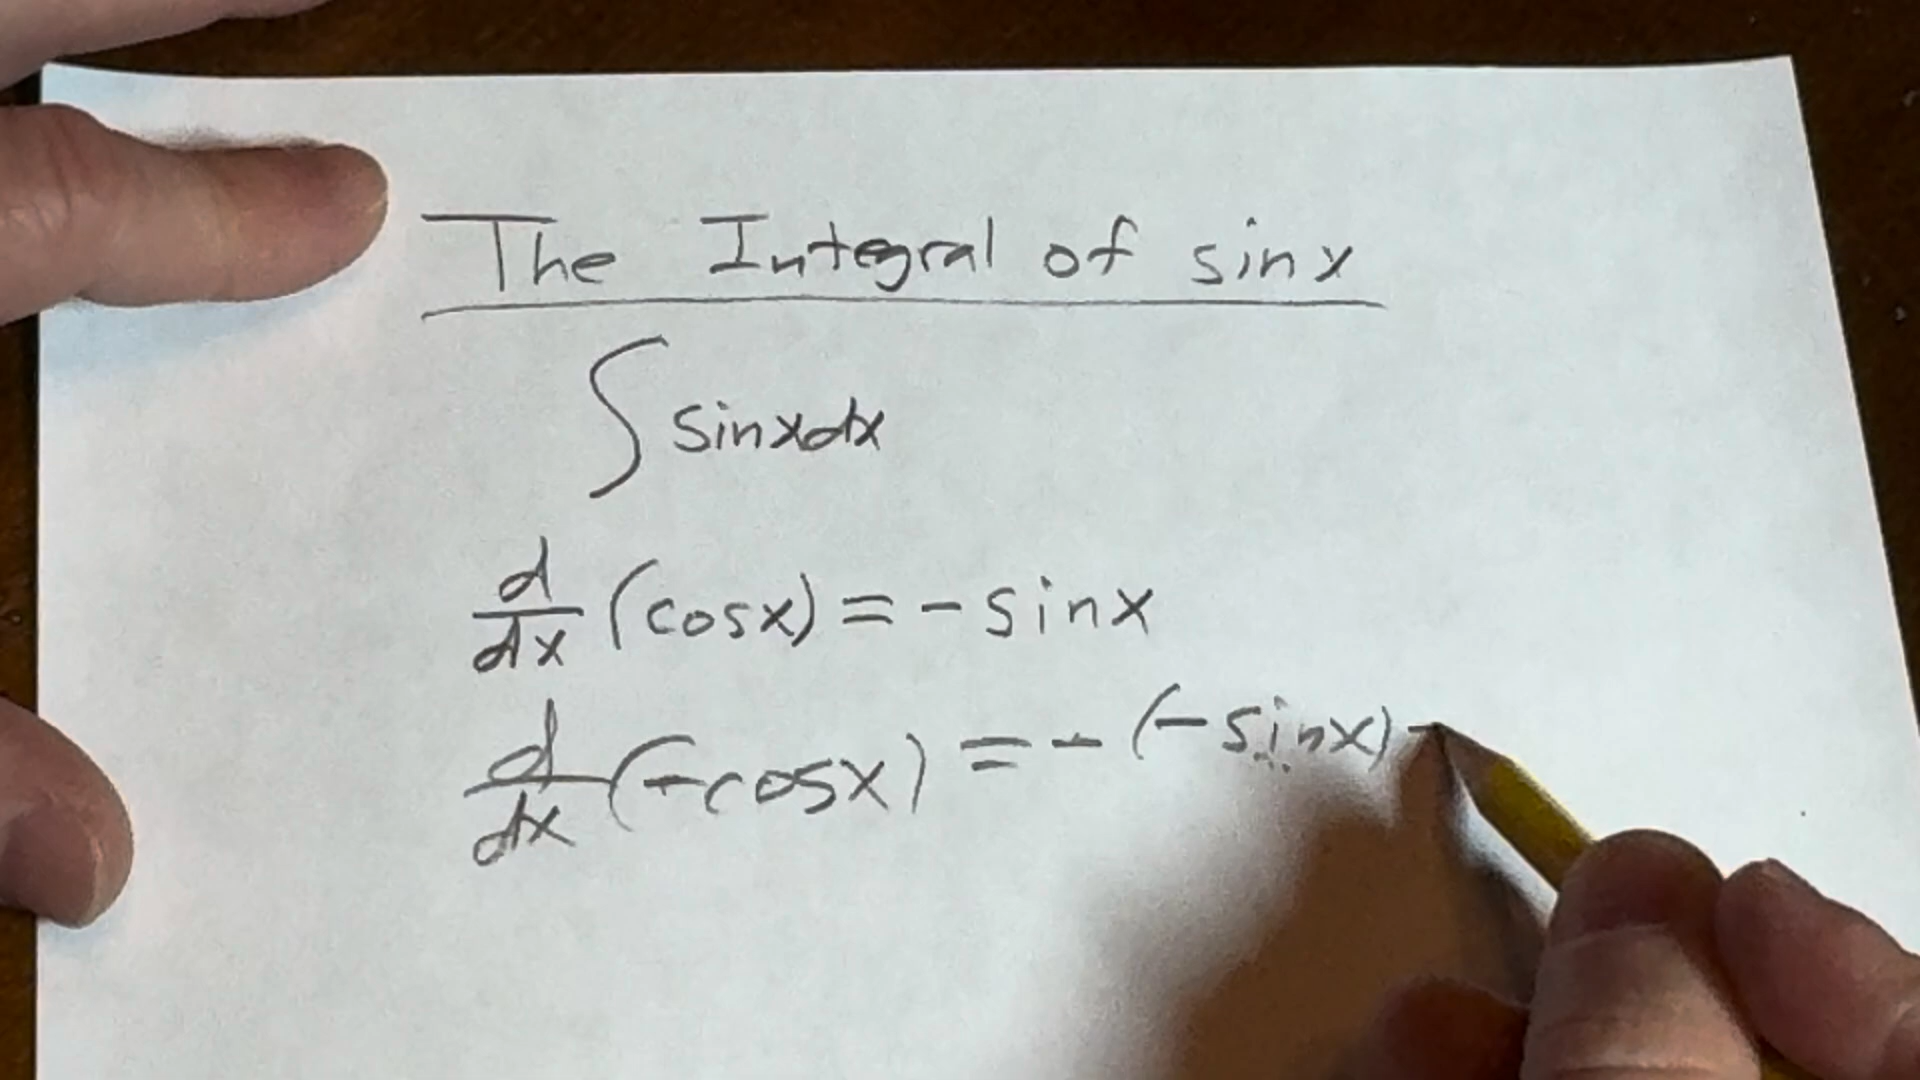 The Integral of sinx
∫ sinxdx
d/dx (cosx) = -sinx
d/dx (-cosx) = -(-sinx) -